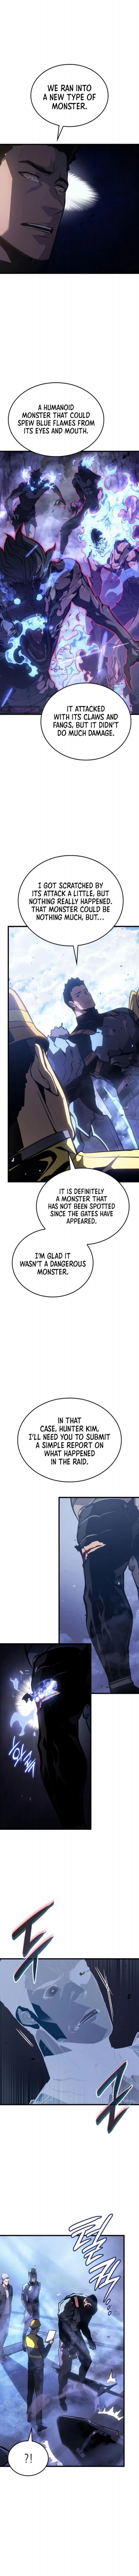 WE RAN INTO
A NEW TYPE OF
MONSTER.
A HUMANOID
MONSTER THAT COULD
SPEW BLUE FLAMES FROM
ITS EYES AND MOUTH.
IT ATTACKED
WITH ITS CLAWS AND
FANGS, BUT IT DIDN'T
DO MUCH DAMAGE.
I GOT SCRATCHED BY
ITS ATTACK A LITTLE, BUT
NOTHING REALLY HAPPENED.
THAT MONSTER COULD BE
NOTHING MUCH, BUT...
IT IS DEFINITELY
A MONSTER THAT
HAS NOT BEEN SPOTTED
SINCE THE GATES HAVE
APPEARED.
I'M GLAD IT
WASN'T A DANGEROUS
MONSTER.
IN THAT
CASE, HUNTER KIM,
I'LL NEED YOU TO SUBMIT
A SIMPLE REPORT ON
WHAT HAPPENED
IN THE RAID.
?!